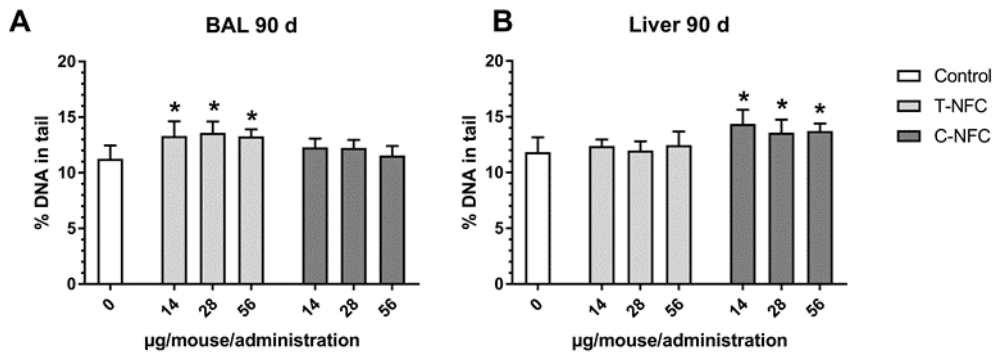 A
BAL 90 d
% DNA in tail
20
15
10
5
0
* * *
0 14 28 56 14 28 56
µg/mouse/administration
B
Liver 90 d
% DNA in tail
20
15
10
5
0
* * *
0 14 28 56 14 28 56
µg/mouse/administration
Control
T-NFC
C-NFC